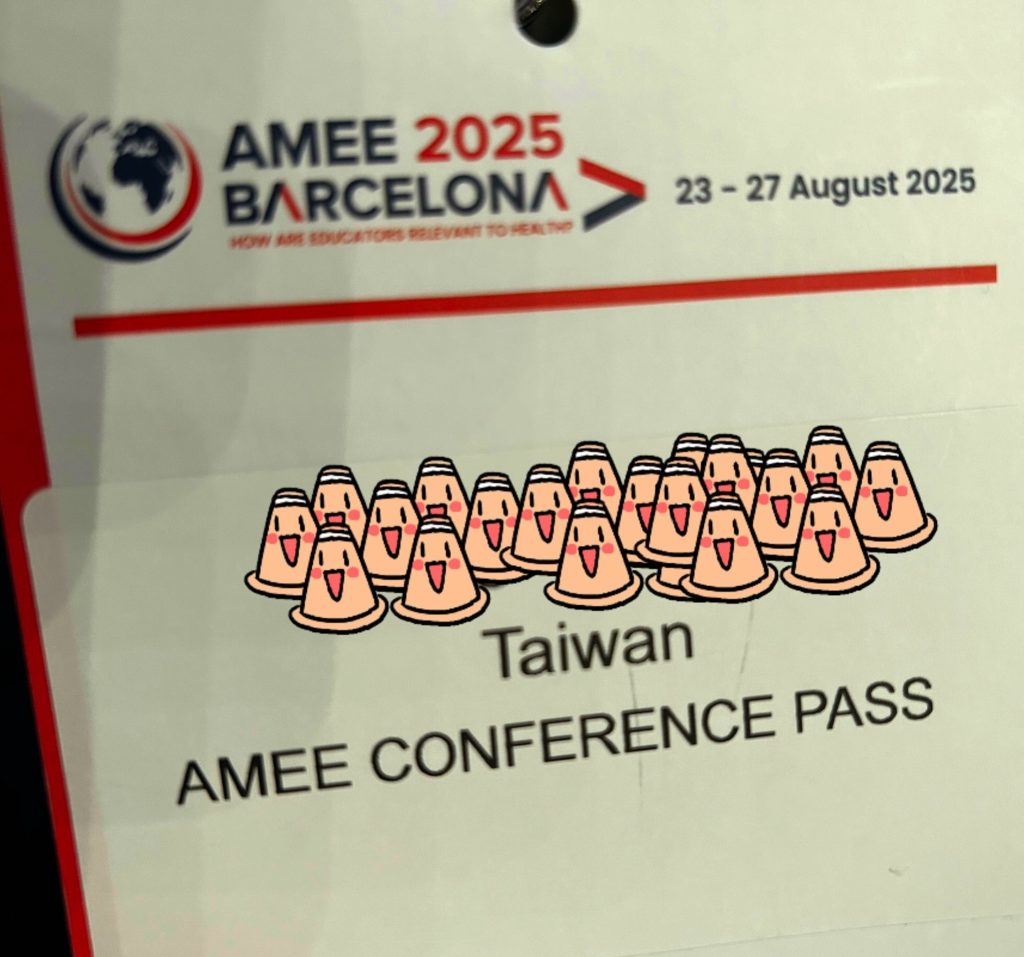 AMEE 2025
BARCELONA
HOW ARE EDUCATORS RELEVANT TO HEALTH?
23 - 27 August 2025
Taiwan
AMEE CONFERENCE PASS